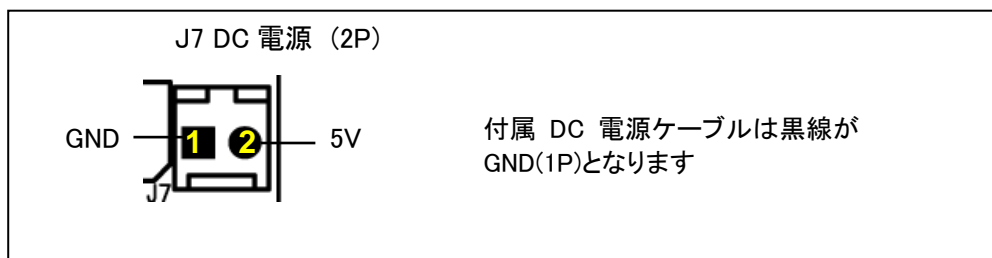 J7 DC 電源 (2P)
GND
1
2
5V
J7
付属 DC 電源ケーブルは黒線が
GND(1P)となります